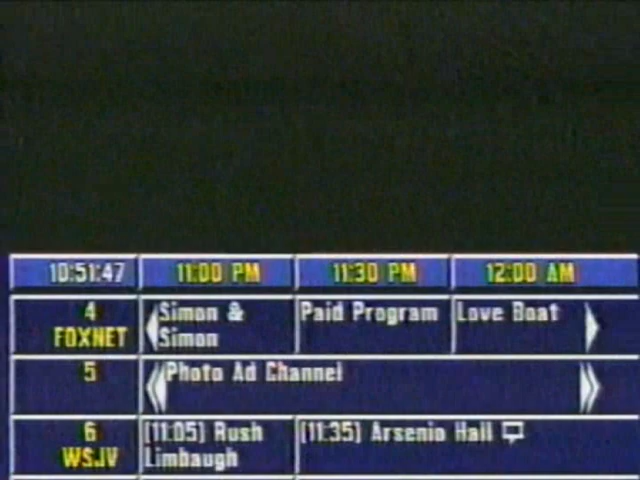 10:51:47 11:00 PM 11:30 PM 12:00 AM
4 Simon & Paid Program Love Boat
FOXNET Simon
5 Photo Ad Channel
6 (11:05) Rush (11:35) Arsenio Hall
WSJV Limbaugh